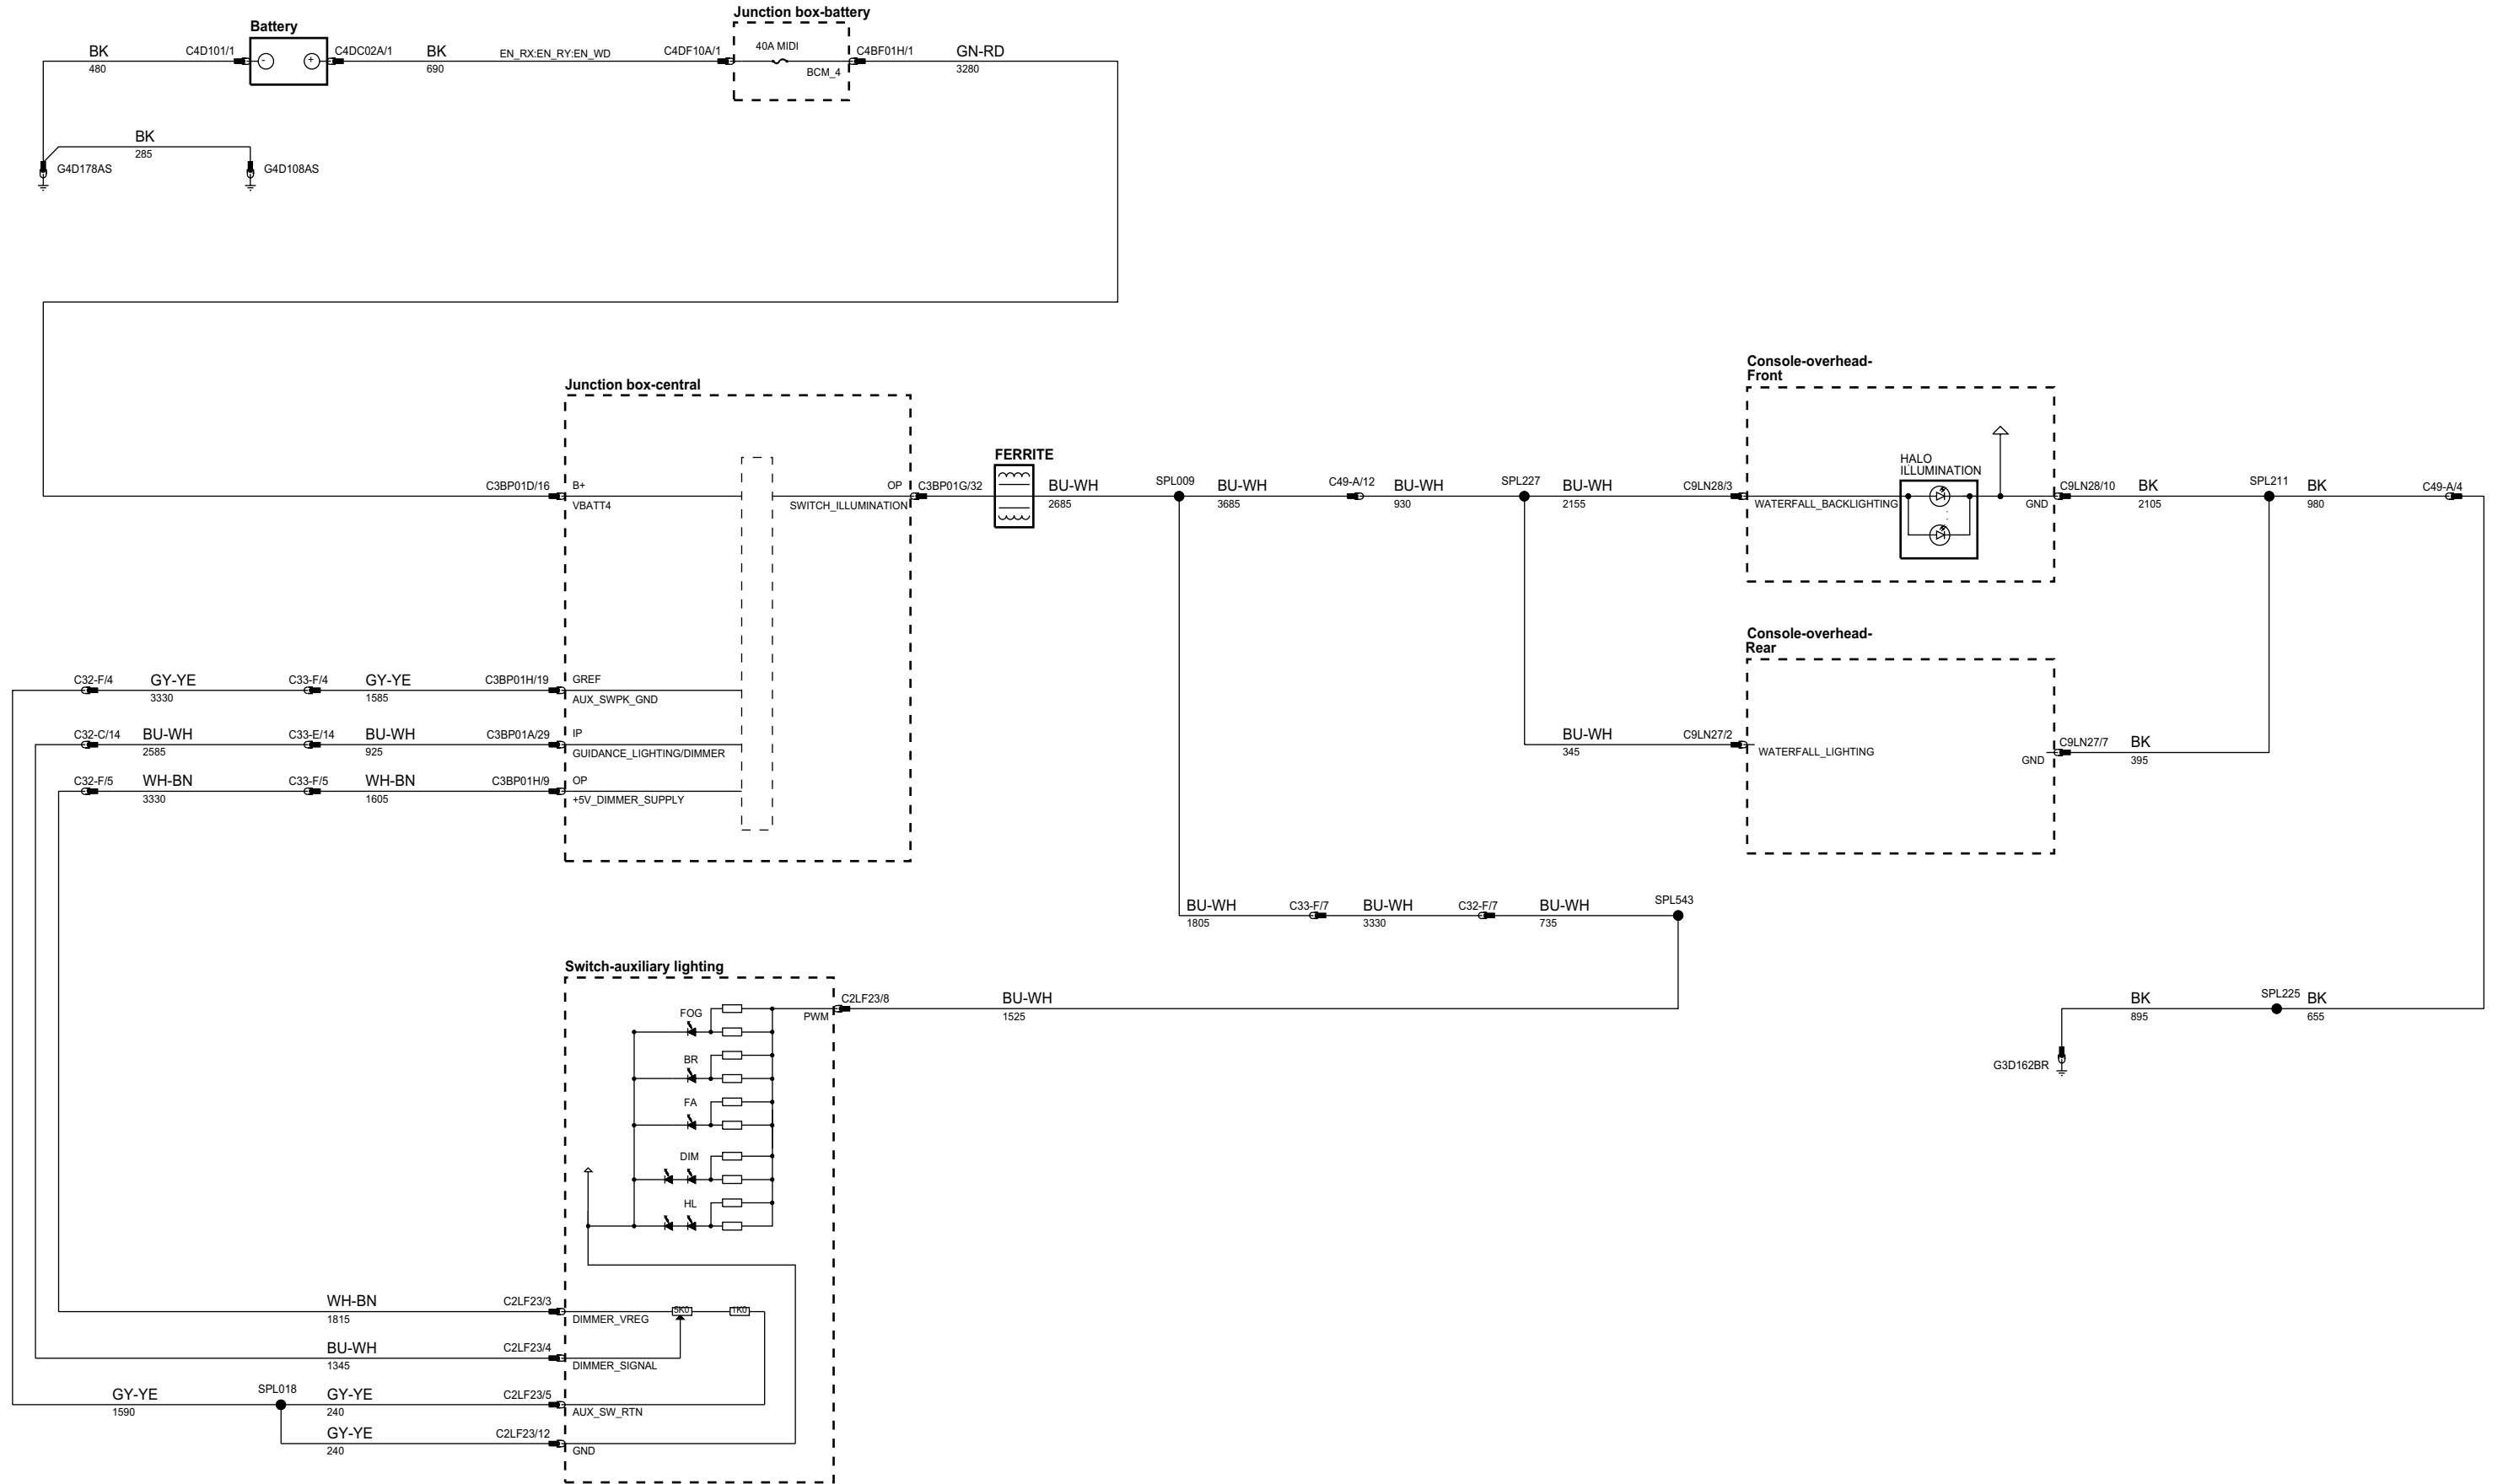 Junction box-battery
Battery
BK
480
C4D101/1
-
+
C4DC02A/1
BK
690
EN_RX:EN_RY:EN_WD
C4DF10A/1
40A MIDI
BCM_4
C4BF01H/1
GN-RD
3280
BK
285
G4D178AS
G4D108AS
Console-overhead-
Front
Junction box-central
FERRITE
HALO
ILLUMINATION
C3BP01D/16
B+
VBATT4
OP
SWITCH_ILLUMINATION
C3BP01G/32
BU-WH
2685
SPL009
BU-WH
3685
C49-A/12
BU-WH
930
SPL227
BU-WH
2155
C9LN28/3
WATERFALL_BACKLIGHTING
GND
C9LN28/10
BK
2105
SPL211
BK
980
C49-A/4
Console-overhead-
Rear
C32-F/4
GY-YE
3330
C33-F/4
GY-YE
1585
C3BP01H/19
GREF
AUX_SWPK_GND
C32-C/14
BU-WH
2585
C33-E/14
BU-WH
925
C3BP01A/29
IP
GUIDANCE_LIGHTING/DIMMER
BU-WH
345
C9LN27/2
WATERFALL_LIGHTING
GND
C9LN27/7
BK
395
C32-F/5
WH-BN
3330
C33-F/5
WH-BN
1605
C3BP01H/9
OP
+5V_DIMMER_SUPPLY
BU-WH
1805
C33-F/7
BU-WH
3330
C32-F/7
BU-WH
735
SPL543
Switch-auxiliary lighting
FOG
PWM
C2LF23/8
BU-WH
1525
BK
895
SPL225
BK
655
G3D162BR
BR
FA
DIM
HL
WH-BN
1815
C2LF23/3
DIMMER_VREG
5K0
1K0
BU-WH
1345
C2LF23/4
DIMMER_SIGNAL
GY-YE
1590
SPL018
GY-YE
240
C2LF23/5
AUX_SW_RTN
GY-YE
240
C2LF23/12
GND